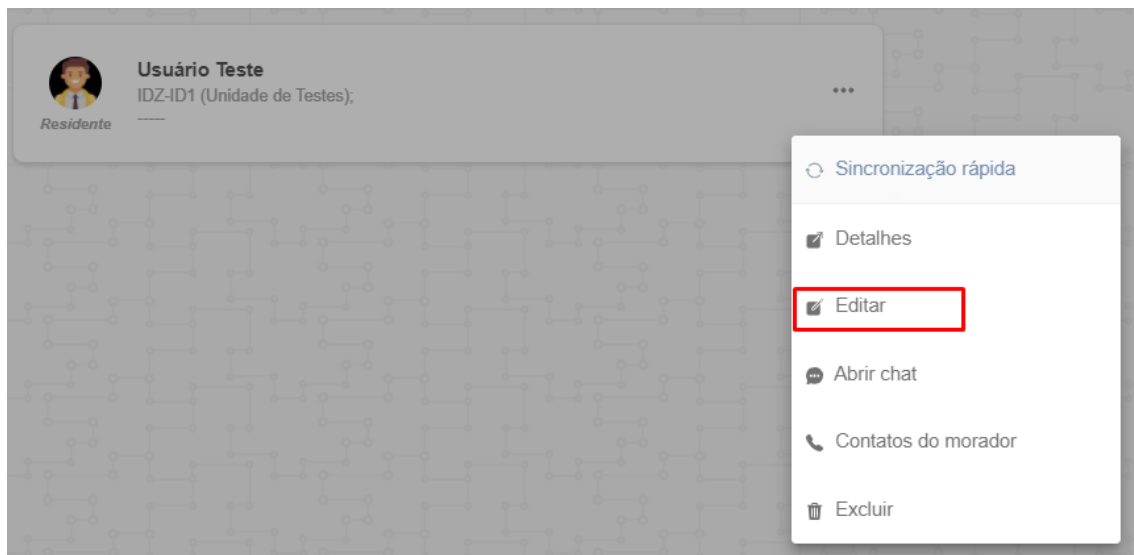 Usuário Teste
IDZ-ID1 (Unidade de Testes);
-----
Residente
Sincronização rápida
Detalhes
Editar
Abrir chat
Contatos do morador
Excluir